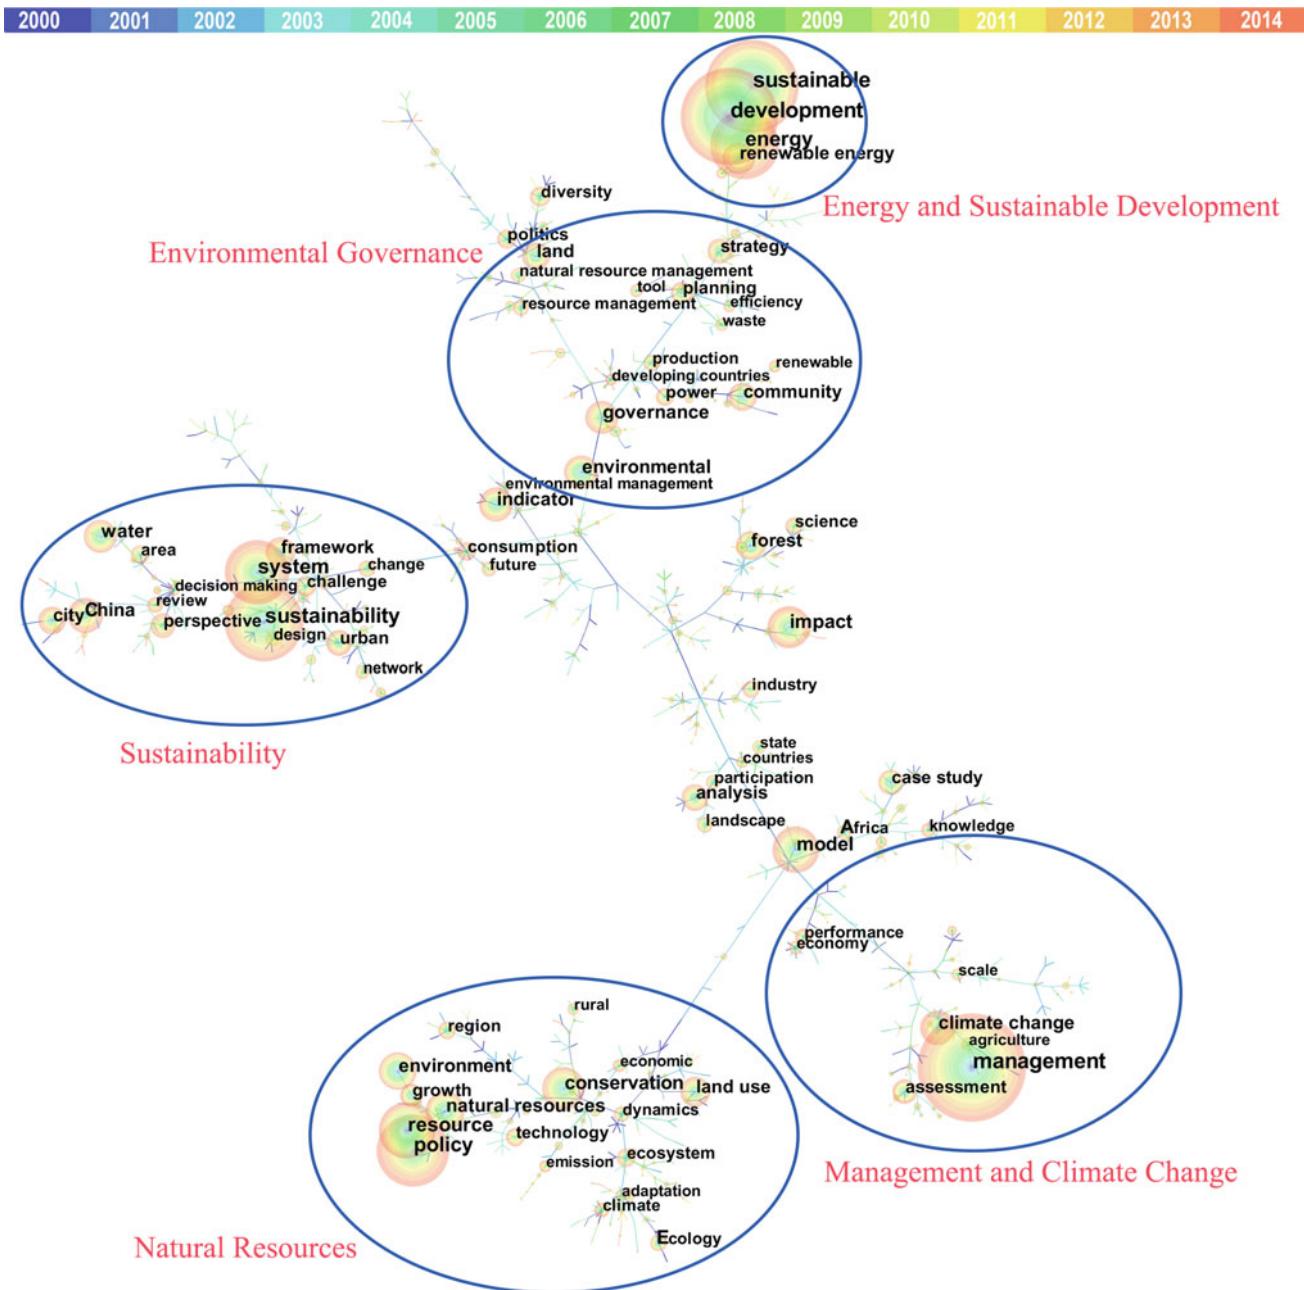 2000 2001 2002 2003 2004 2005 2006 2007 2008 2009 2010 2011 2012 2013 2014
sustainable
development
energy
renewable energy
Energy and Sustainable Development
diversity
politics
land
Environmental Governance
strategy
natural resource management
tool
planning
resource management
efficiency
waste
production
renewable
developing countries
power
community
governance
environmental
environmental management
indicator
science
forest
water
area
framework
system
consumption
future
change
decision making
challenge
review
city
China
perspective
sustainability
design
urban
network
impact
Sustainability
industry
state
countries
participation
analysis
landscape
case study
Africa
knowledge
model
performance
economy
scale
climate change
agriculture
management
assessment
Management and Climate Change
rural
region
environment
economic
growth
conservation
land use
natural resources
dynamics
resource
policy
technology
emission
ecosystem
adaptation
climate
Ecology
Natural Resources